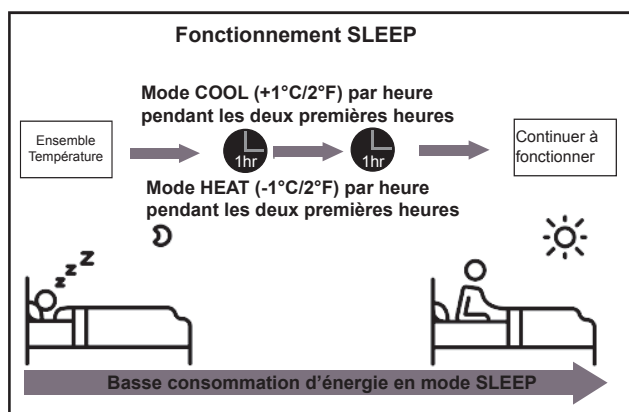 Fonctionnement SLEEP
Mode COOL (+1°C/2°F) par heure
pendant les deux premières heures
Ensemble
Température
1hr
1hr
Continuer à
fonctionner
Mode HEAT (-1°C/2°F) par heure
pendant les deux premières heures
z z z Z
Basse consommation d'énergie en mode SLEEP